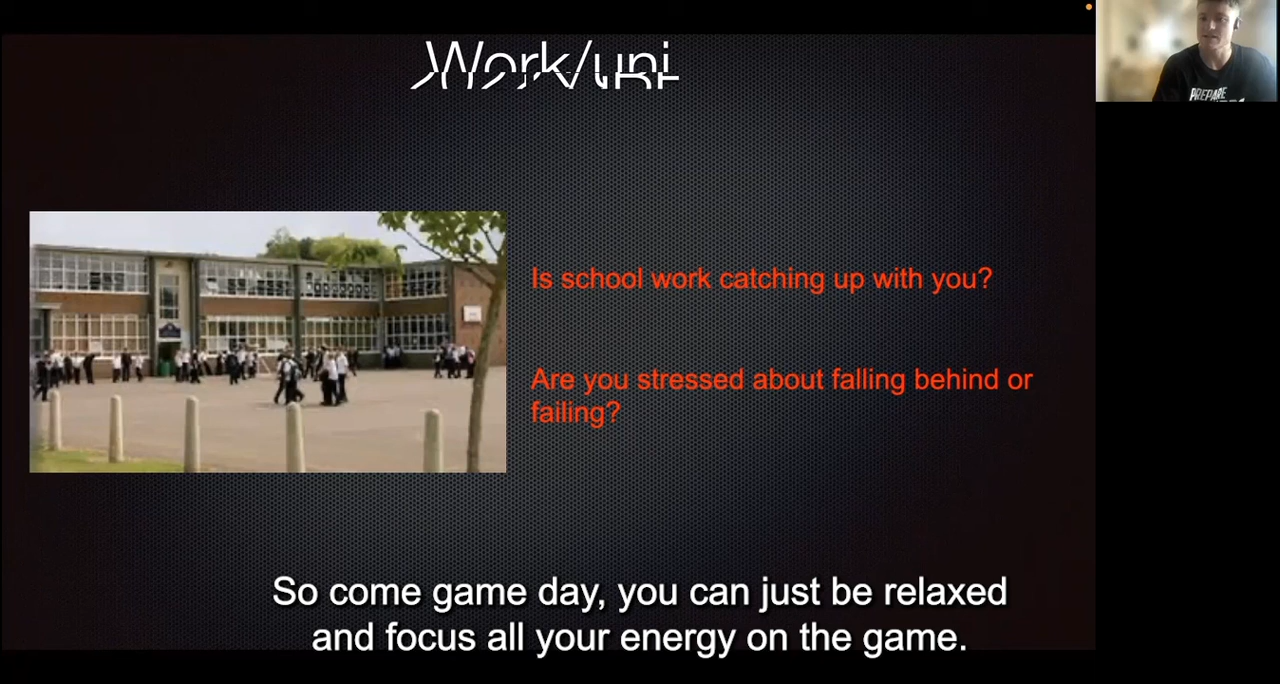 Work/uni
PREPARE
Is school work catching up with you?
Are you stressed about falling behind or
failing?
So come game day, you can just be relaxed
and focus all your energy on the game.